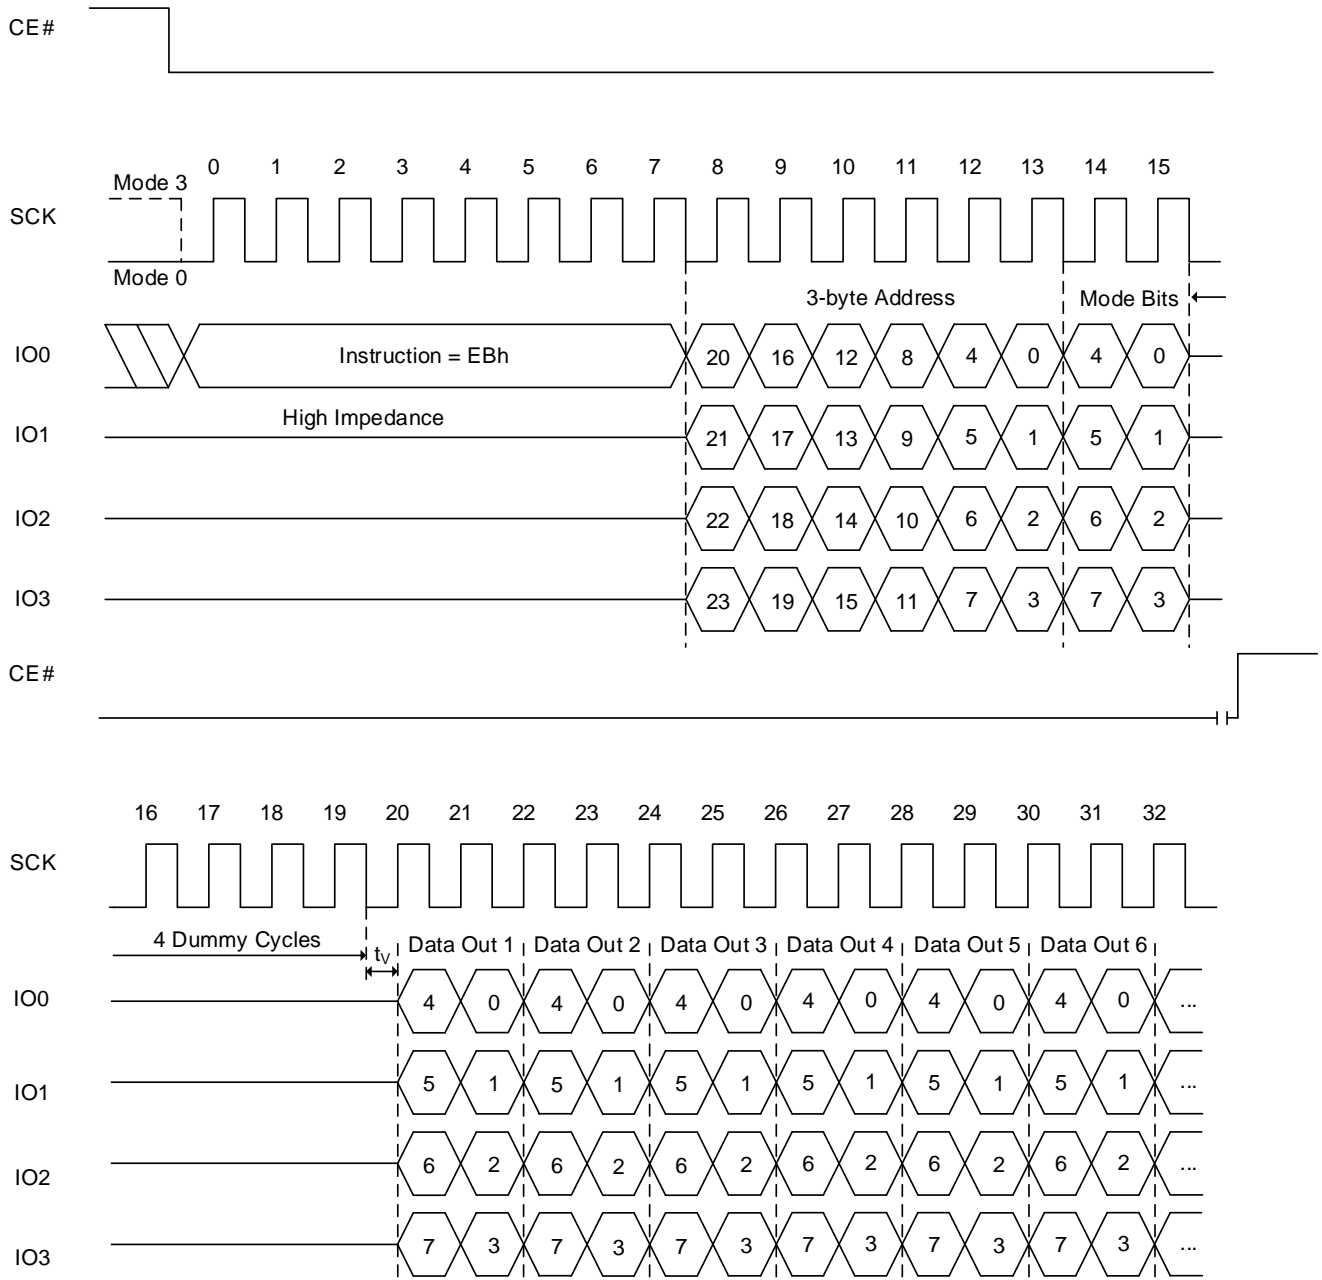 CE#
0 1 2 3 4 5 6 7 8 9 10 11 12 13 14 15
Mode 3
SCK
Mode 0
3-byte Address Mode Bits
IO0 Instruction = EBh 20 16 12 8 4 0 4 0
High Impedance
IO1 21 17 13 9 5 1 5 1
IO2 22 18 14 10 6 2 6 2
IO3 23 19 15 11 7 3 7 3
CE#
16 17 18 19 20 21 22 23 24 25 26 27 28 29 30 31 32
SCK
4 Dummy Cycles tV Data Out 1 Data Out 2 Data Out 3 Data Out 4 Data Out 5 Data Out 6
IO0 4 0 4 0 4 0 4 0 4 0 4 0 ...
IO1 5 1 5 1 5 1 5 1 5 1 5 1 ...
IO2 6 2 6 2 6 2 6 2 6 2 6 2 ...
IO3 7 3 7 3 7 3 7 3 7 3 7 3 ...